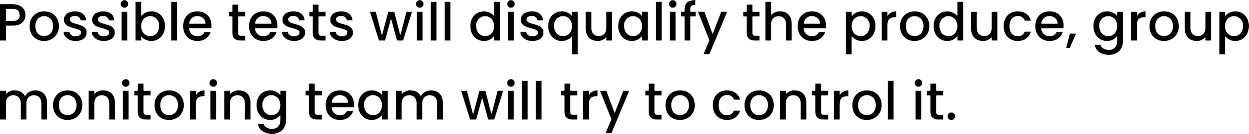 Possible tests will disqualify the produce, group
monitoring team will try to control it.